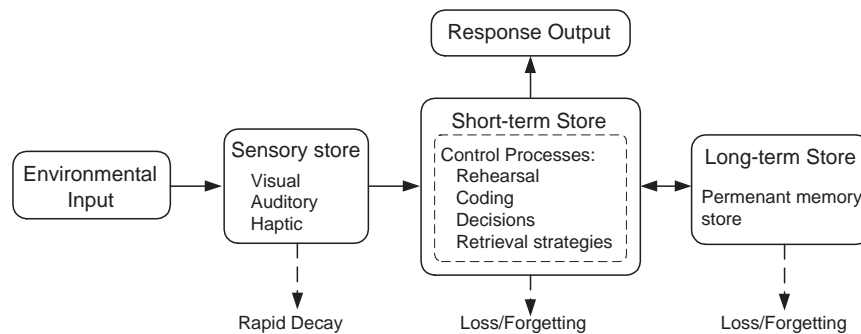 Response Output
Environmental
Input
Sensory store
Visual
Auditory
Haptic
Short-term Store
Control Processes:
Rehearsal
Coding
Decisions
Retrieval strategies
Long-term Store
Permenant memory
store
Rapid Decay
Loss/Forgetting
Loss/Forgetting